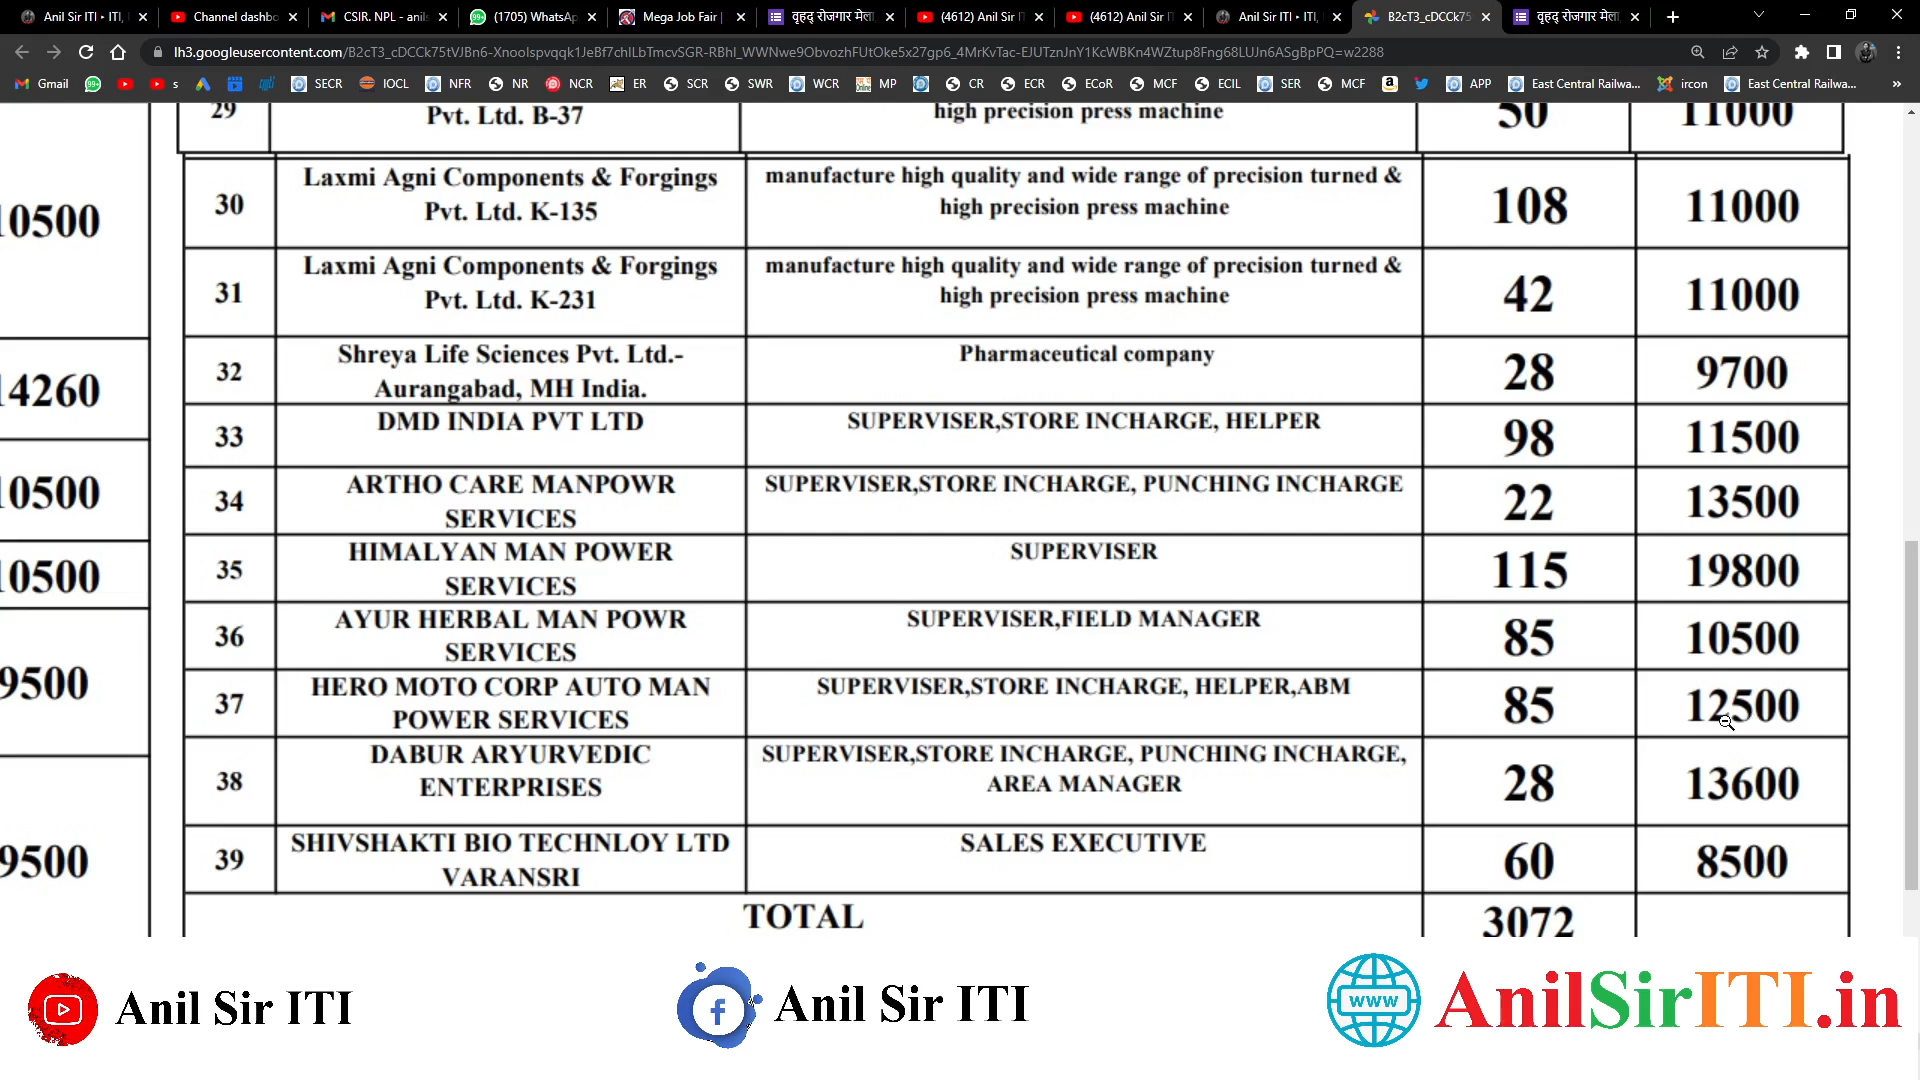 Anil Sir ITI ‣ ITI,
Channel dashbo
CSIR. NPL - anils
(1705) WhatsAp
Mega Job Fair |
वृहद् रोजगार मेला
(4612) Anil Sir I
(4612) Anil Sir I
Anil Sir ITI ‣ ITI,
B2cT3_cDCCk75
वृहद् रोजगार मेला,
lh3.googleusercontent.com/
Gmail
99+
s
SECR
IOCL
NFR
NR
NCR
ER
SCR
SWR
WCR
MP
CR
ECR
ECoR
MCF
ECIL
SER
MCF
APP
East Central Railwa...
ircon
East Central Railwa...
»
29 Pvt. Ltd. B-37 high precision press machine 50 11000
10500
30 Laxmi Agni Components & Forgings Pvt. Ltd. K-135 manufacture high quality and wide range of precision turned & high precision press machine 108 11000
31 Laxmi Agni Components & Forgings Pvt. Ltd. K-231 manufacture high quality and wide range of precision turned & high precision press machine 42 11000
14260
32 Shreya Life Sciences Pvt. Ltd.- Aurangabad, MH India. Pharmaceutical company 28 9700
33 DMD INDIA PVT LTD SUPERVISER,STORE INCHARGE, HELPER 98 11500
10500
34 ARTHO CARE MANPOWR SERVICES SUPERVISER,STORE INCHARGE, PUNCHING INCHARGE 22 13500
10500
35 HIMALYAN MAN POWER SERVICES SUPERVISER 115 19800
36 AYUR HERBAL MAN POWR SERVICES SUPERVISER,FIELD MANAGER 85 10500
9500
37 HERO MOTO CORP AUTO MAN POWER SERVICES SUPERVISER,STORE INCHARGE, HELPER,ABM 85 12500
38 DABUR ARYURVEDIC ENTERPRISES SUPERVISER,STORE INCHARGE, PUNCHING INCHARGE, AREA MANAGER 28 13600
9500
39 SHIVSHAKTI BIO TECHNLOY LTD VARANSRI SALES EXECUTIVE 60 8500
TOTAL 3072
Anil Sir ITI
Anil Sir ITI
www
AnilSirITI.in